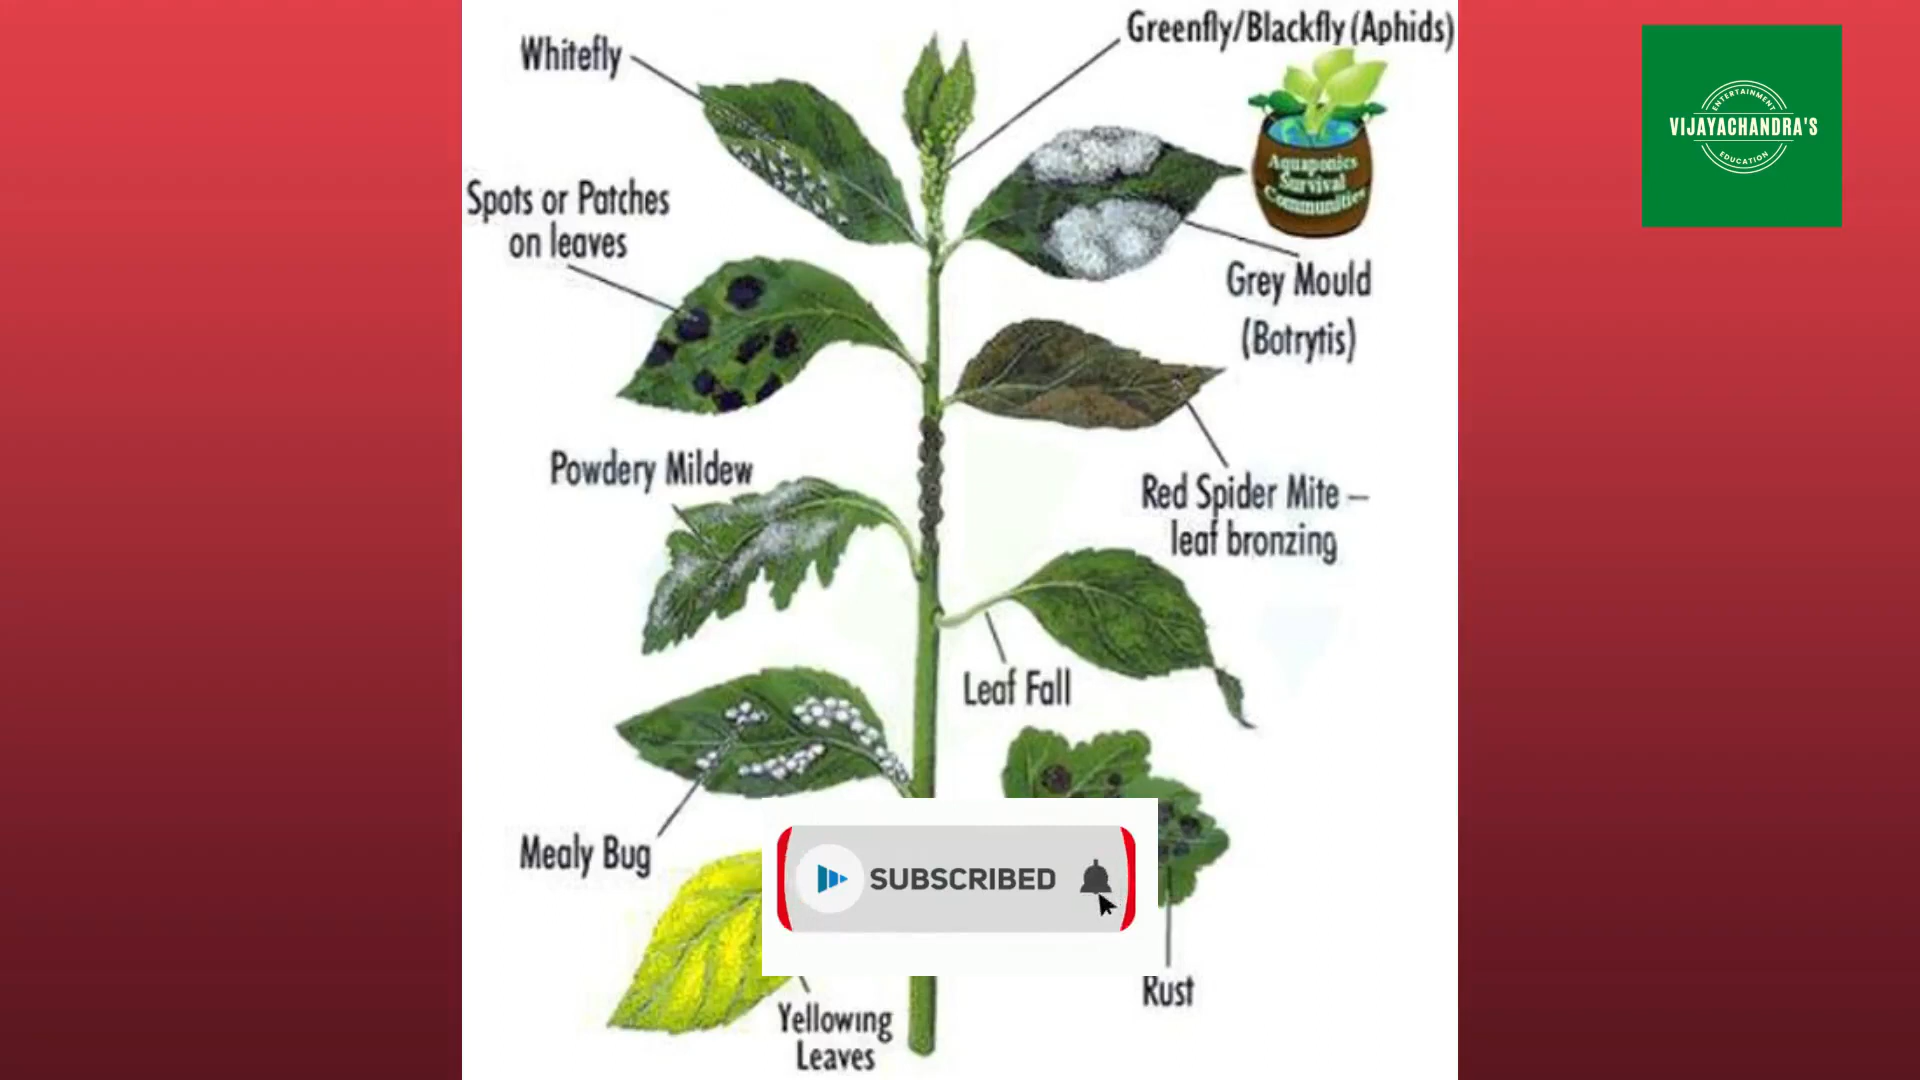 Whitefly
Greenfly/Blackfly (Aphids)
ENTERTAINMENT
VIJAYACHANDRA'S
EDUCATION
Aquaponics
Survival
Communities
Spots or Patches
on leaves
Grey Mould
(Botrytis)
Powdery Mildew
Red Spider Mite –
leaf bronzing
Leaf Fall
Mealy Bug
SUBSCRIBED
Rust
Yellowing
Leaves